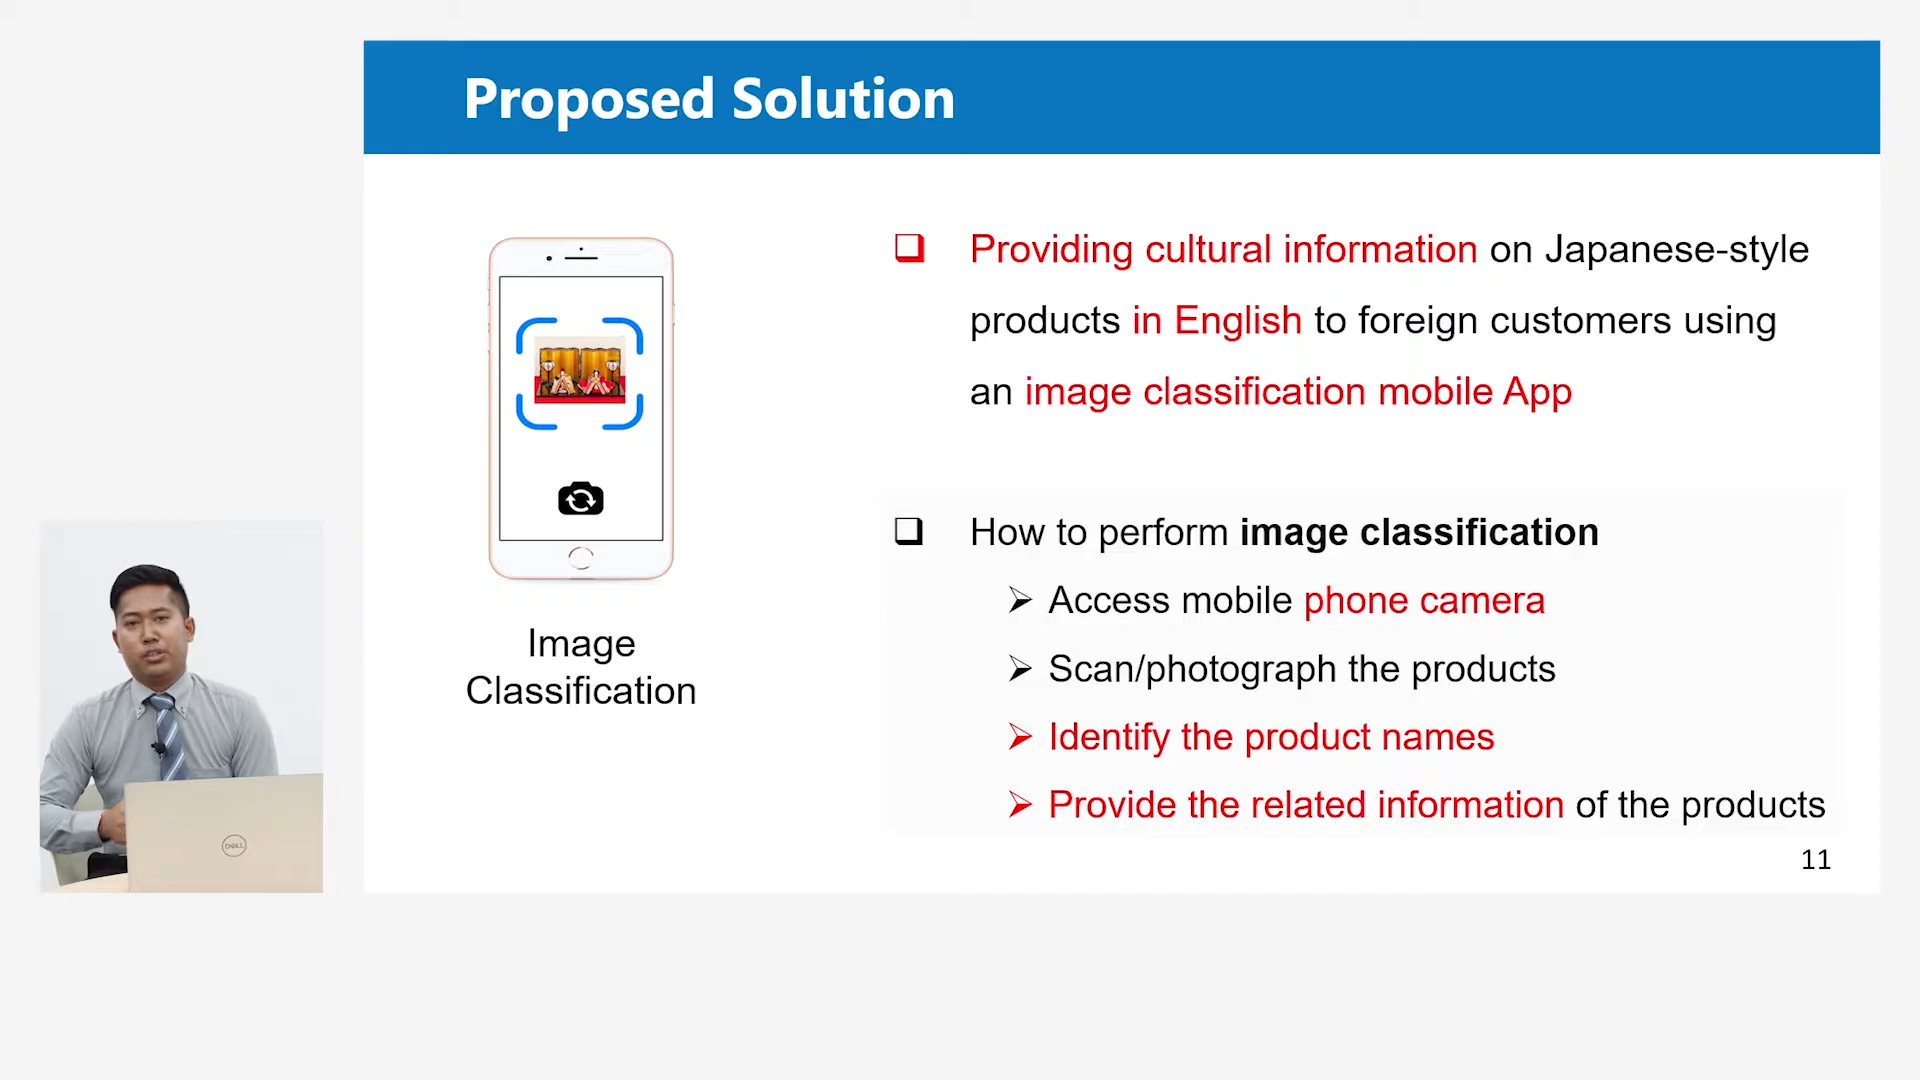 Proposed Solution
Providing cultural information on Japanese-style
products in English to foreign customers using
an image classification mobile App
How to perform image classification
Access mobile phone camera
Scan/photograph the products
Identify the product names
Provide the related information of the products
Image
Classification
DELL
11